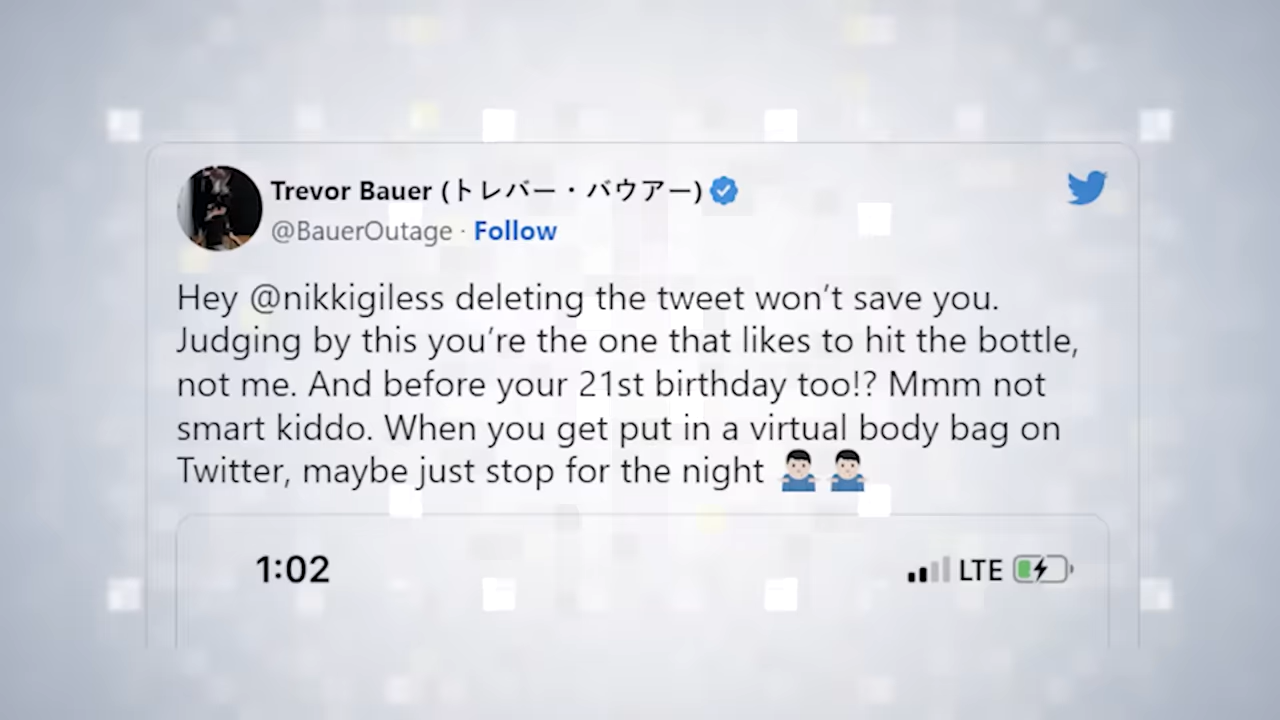 Trevor Bauer (トレバー・バウアー)
@BauerOutage · Follow
Hey @nikkigiless deleting the tweet won’t save you.
Judging by this you’re the one that likes to hit the bottle,
not me. And before your 21st birthday too!? Mmm not
smart kiddo. When you get put in a virtual body bag on
Twitter, maybe just stop for the night 🤷🏻‍♂️🤷🏻‍♂️
1:02 LTE